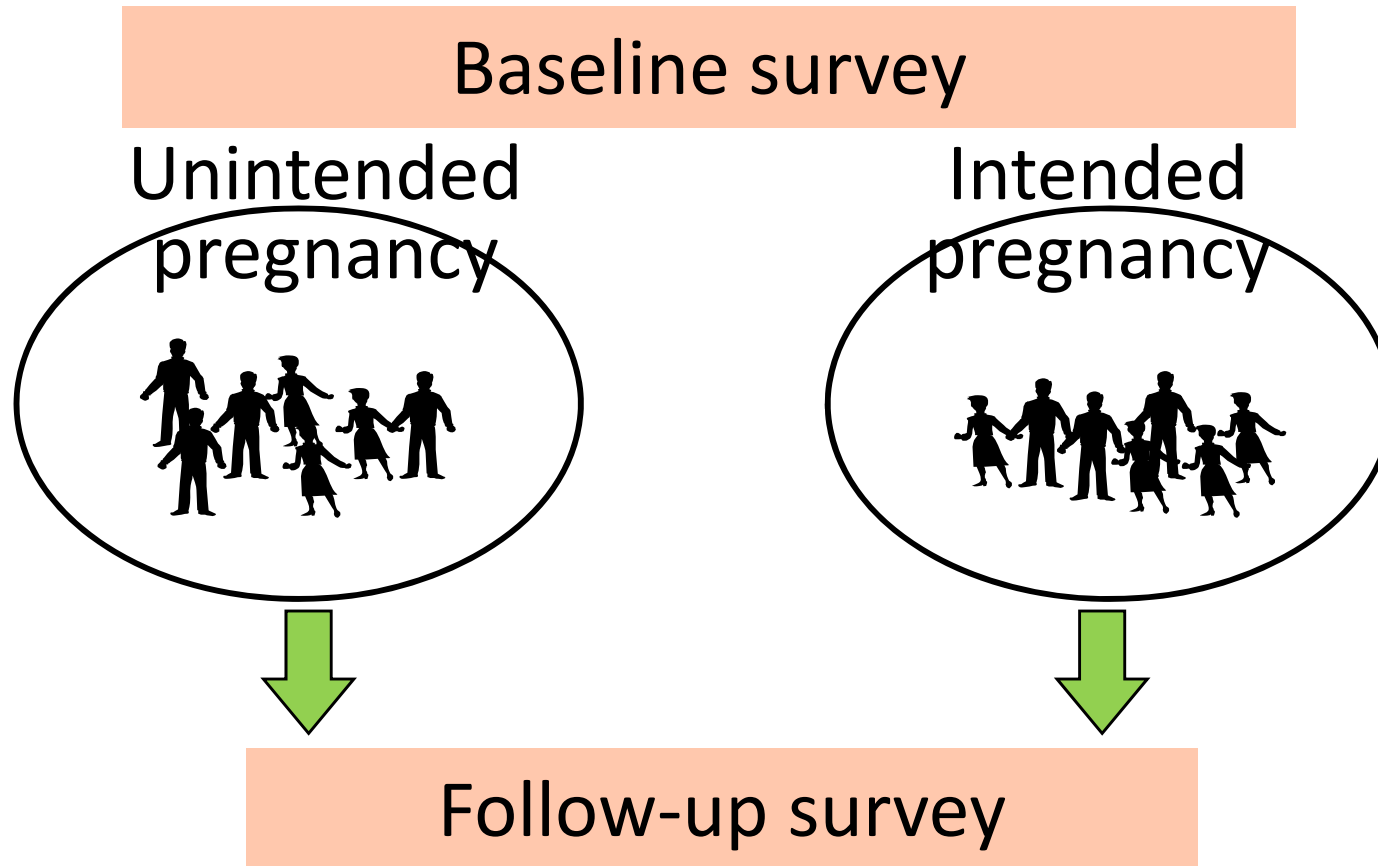 Baseline survey
Unintended
pregnancy
Intended
pregnancy
Follow-up survey